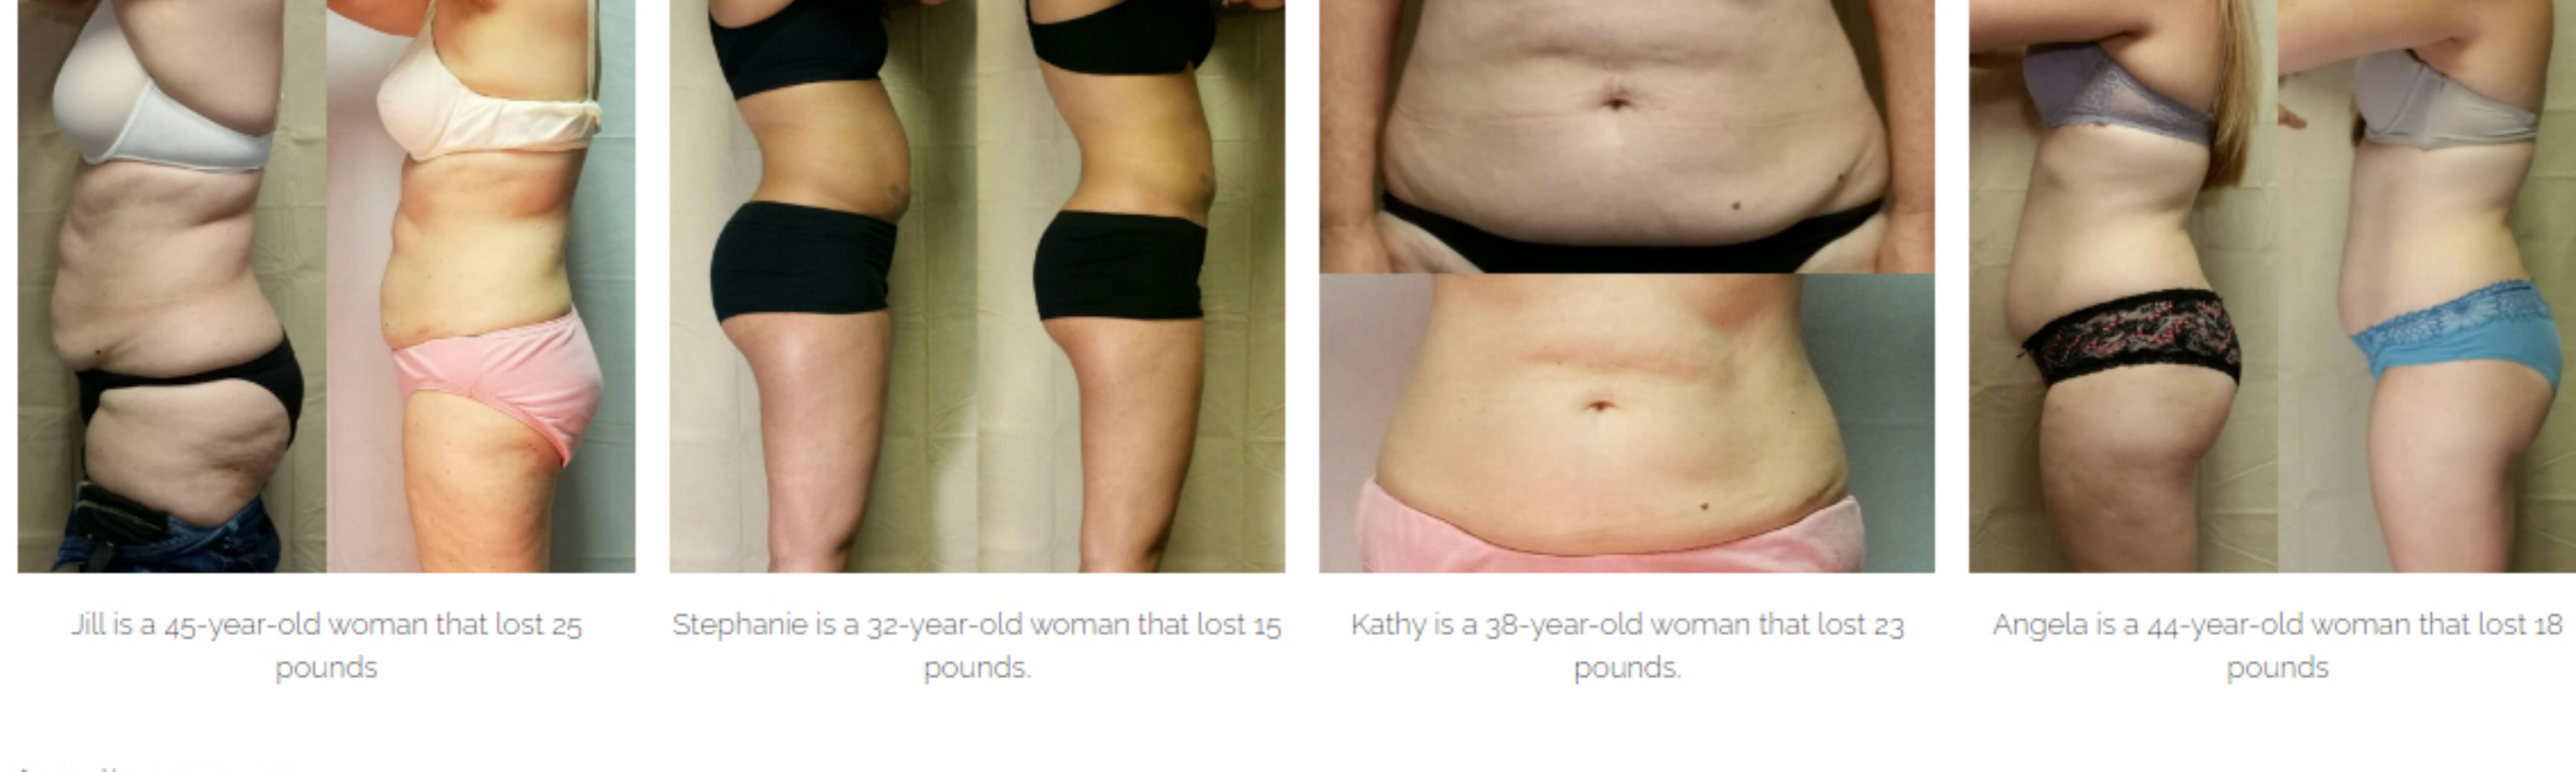 Jill is a 45-year-old woman that lost 25
pounds
Stephanie is a 32-year-old woman that lost 15
pounds.
Kathy is a 38-year-old woman that lost 23
pounds.
Angela is a 44-year-old woman that lost 18
pounds